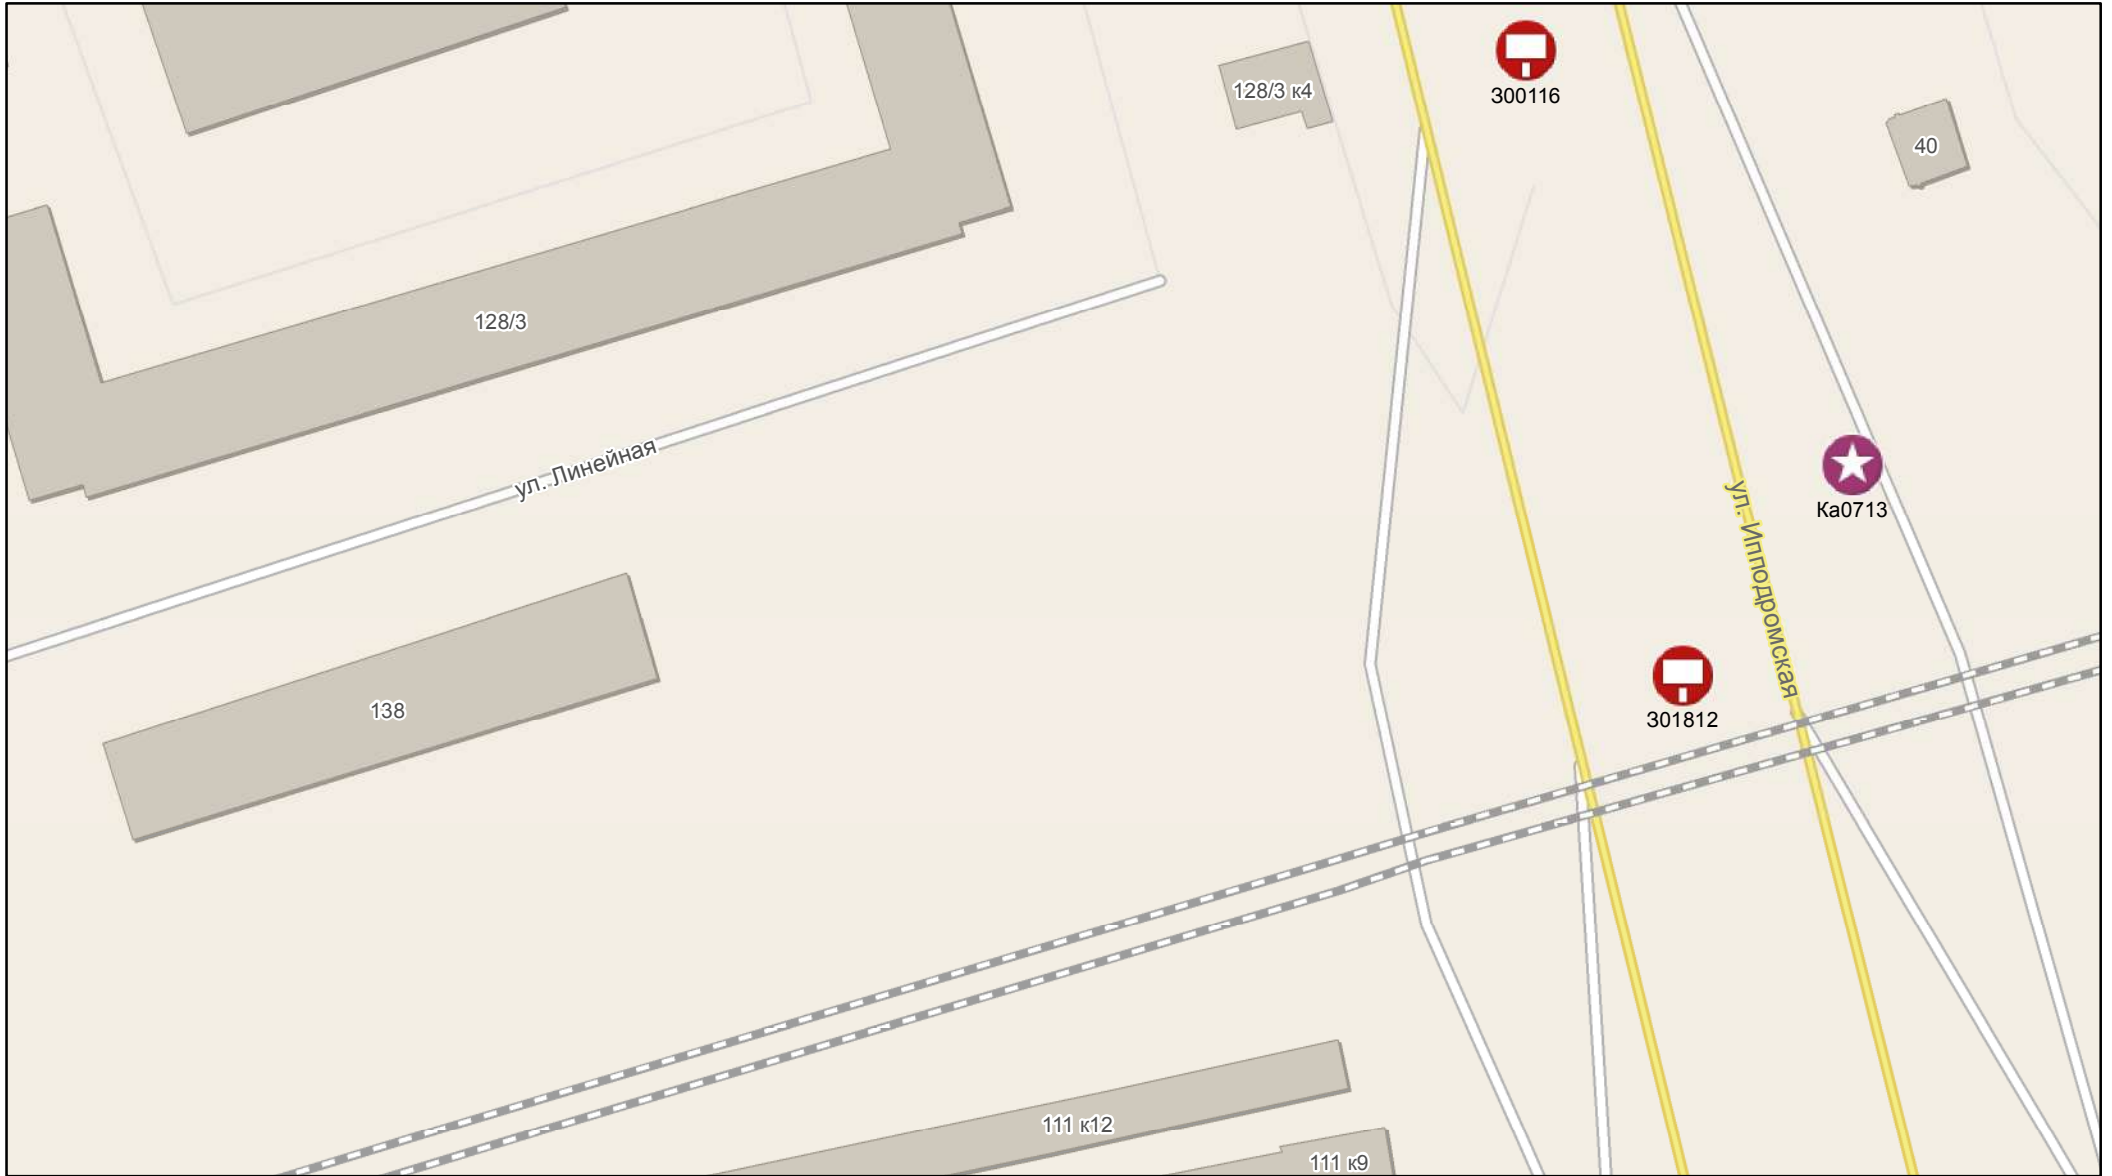 128/3 к4
300116
40
128/3
ул. Линейная
Ка0713
ул. Ипподромская
138
301812
111 к12
111 к9